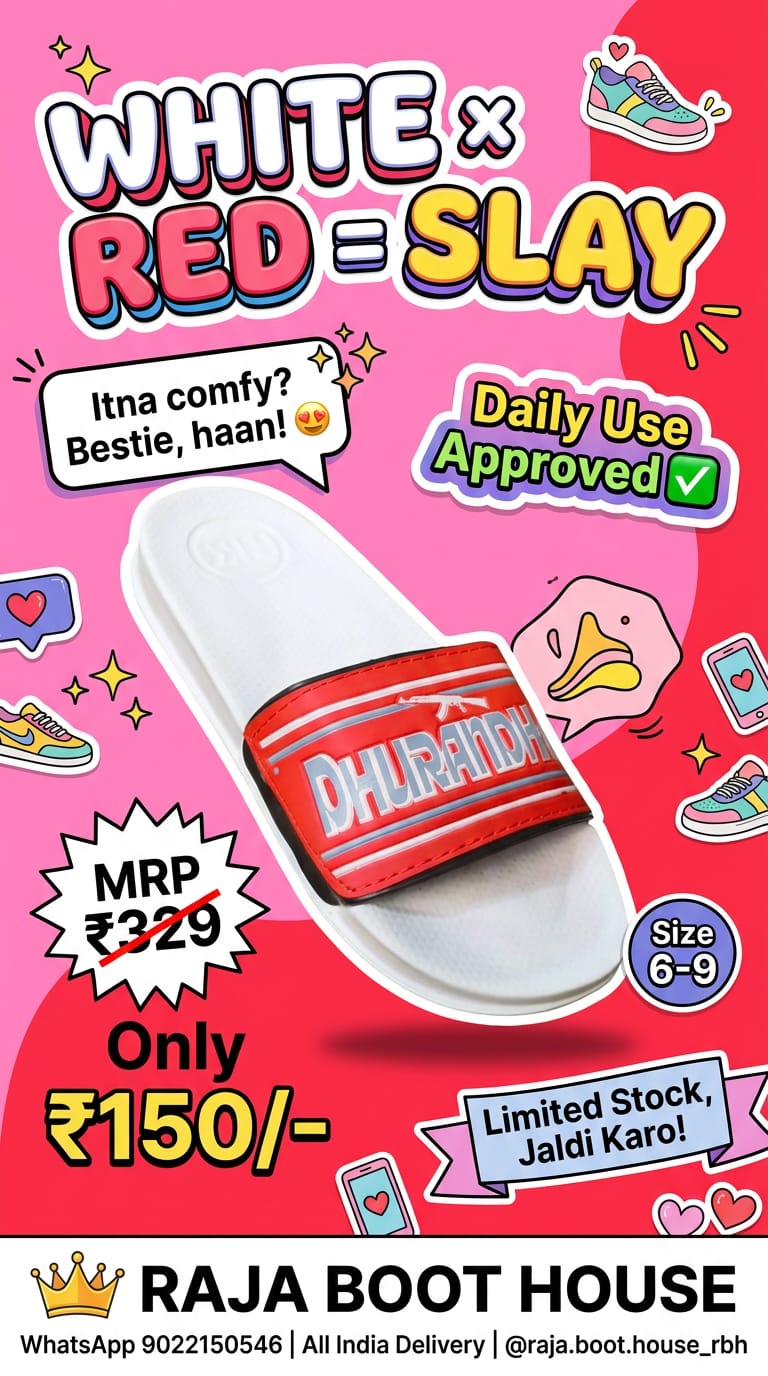 WHITE ×
RED = SLAY
Itna comfy?
Bestie, haan! 😍
Daily Use
Approved ✅
DHURANDH
MRP
₹329
Only
₹150/-
Size
6-9
Limited Stock,
Jaldi Karo!
RAJA BOOT HOUSE
WhatsApp 9022150546 | All India Delivery | @raja.boot.house_rbh